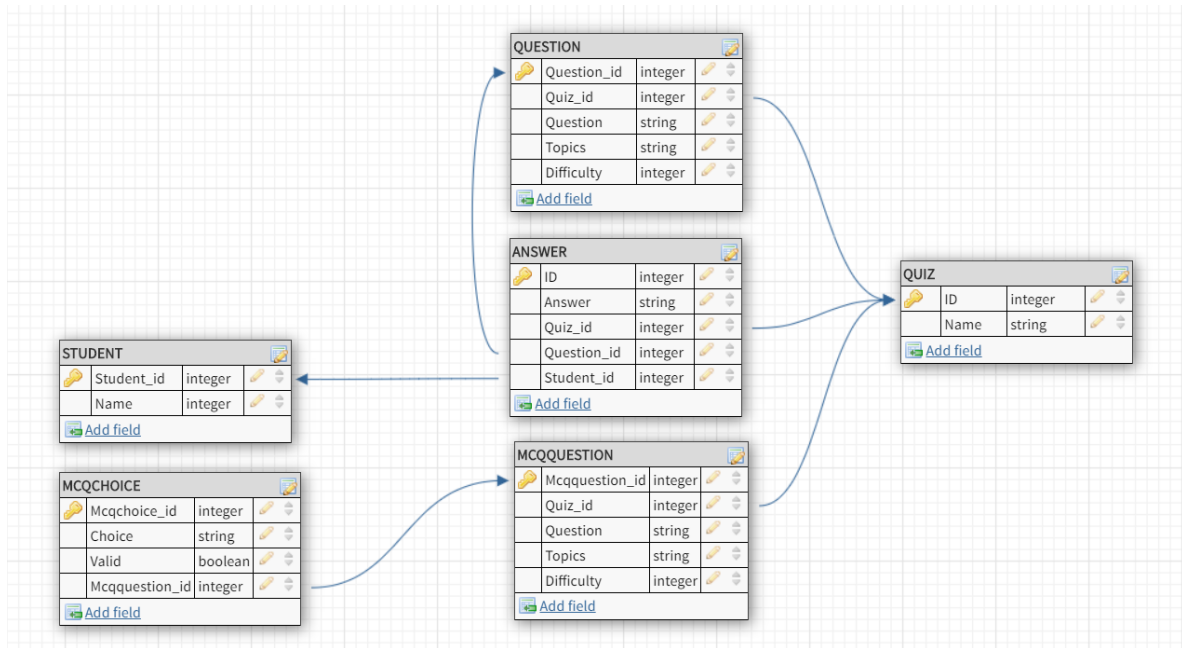 QUESTION
Question_id integer
Quiz_id integer
Question string
Topics string
Difficulty integer
Add field
ANSWER
ID integer
Answer string
Quiz_id integer
Question_id integer
Student_id integer
Add field
QUIZ
ID integer
Name string
Add field
STUDENT
Student_id integer
Name integer
Add field
MCQQUESTION
Mcqquestion_id integer
Quiz_id integer
Question string
Topics string
Difficulty integer
Add field
MCQCHOICE
Mcqchoice_id integer
Choice string
Valid boolean
Mcqquestion_id integer
Add field